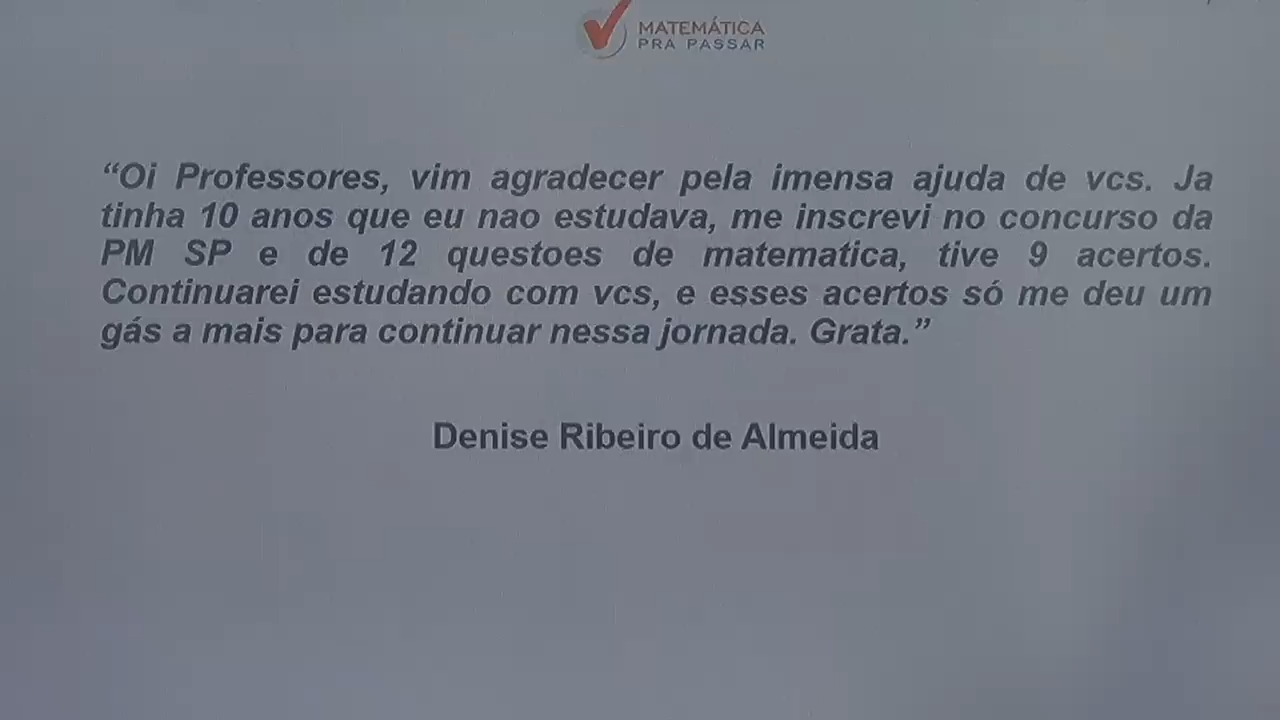 MATEMÁTICA
PRA PASSAR
“Oi Professores, vim agradecer pela imensa ajuda de vcs. Ja
tinha 10 anos que eu nao estudava, me inscrevi no concurso da
PM SP e de 12 questoes de matematica, tive 9 acertos.
Continuarei estudando com vcs, e esses acertos só me deu um
gás a mais para continuar nessa jornada. Grata.”
Denise Ribeiro de Almeida